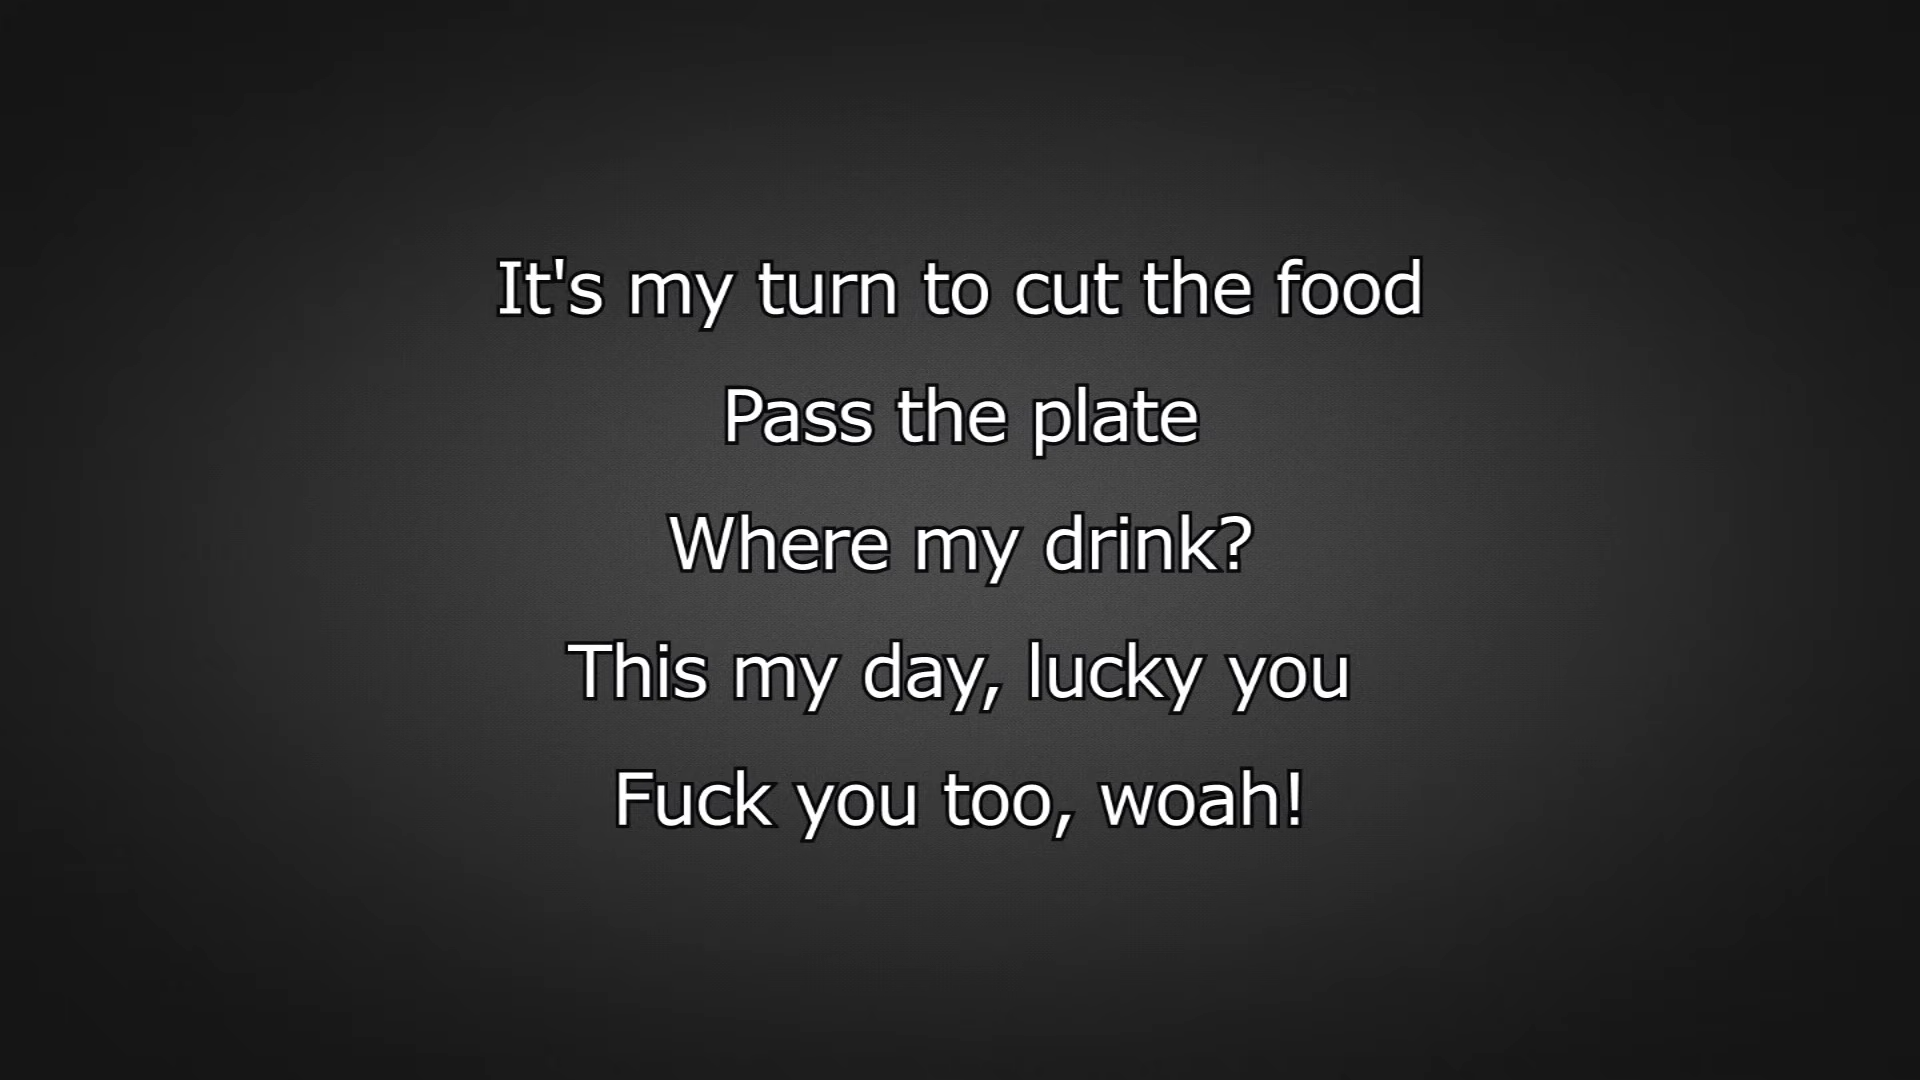 It's my turn to cut the food
Pass the plate
Where my drink?
This my day, lucky you
Fuck you too, woah!